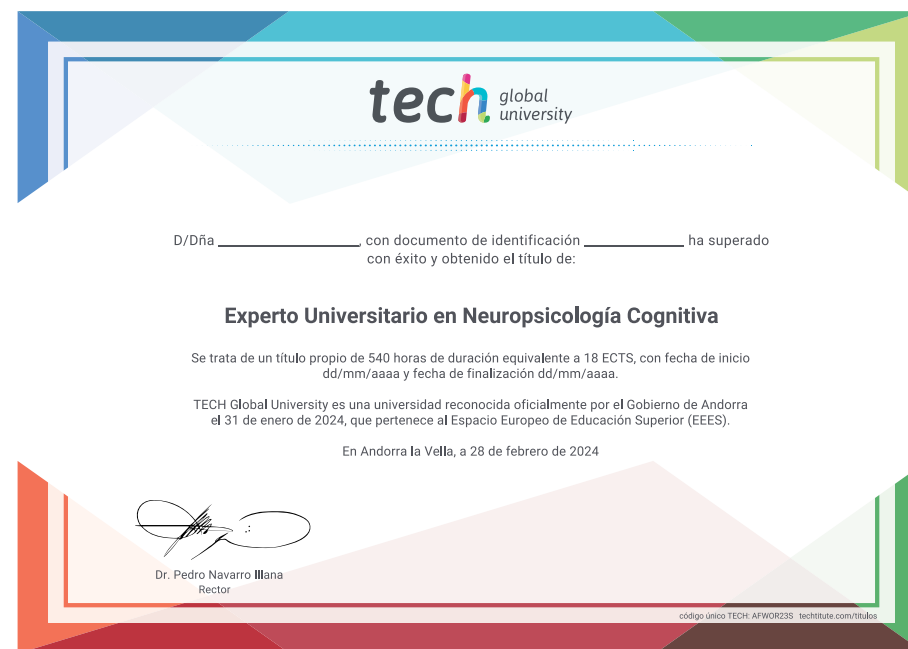 tech global university
D/Dña ____________________, con documento de identificación ______________ ha superado
con éxito y obtenido el título de:
Experto Universitario en Neuropsicología Cognitiva
Se trata de un título propio de 540 horas de duración equivalente a 18 ECTS, con fecha de inicio
dd/mm/aaaa y fecha de finalización dd/mm/aaaa.
TECH Global University es una universidad reconocida oficialmente por el Gobierno de Andorra
el 31 de enero de 2024, que pertenece al Espacio Europeo de Educación Superior (EEES).
En Andorra la Vella, a 28 de febrero de 2024
Dr. Pedro Navarro Illana
Rector
código único TECH: AFWOR23S techtitute.com/titulos